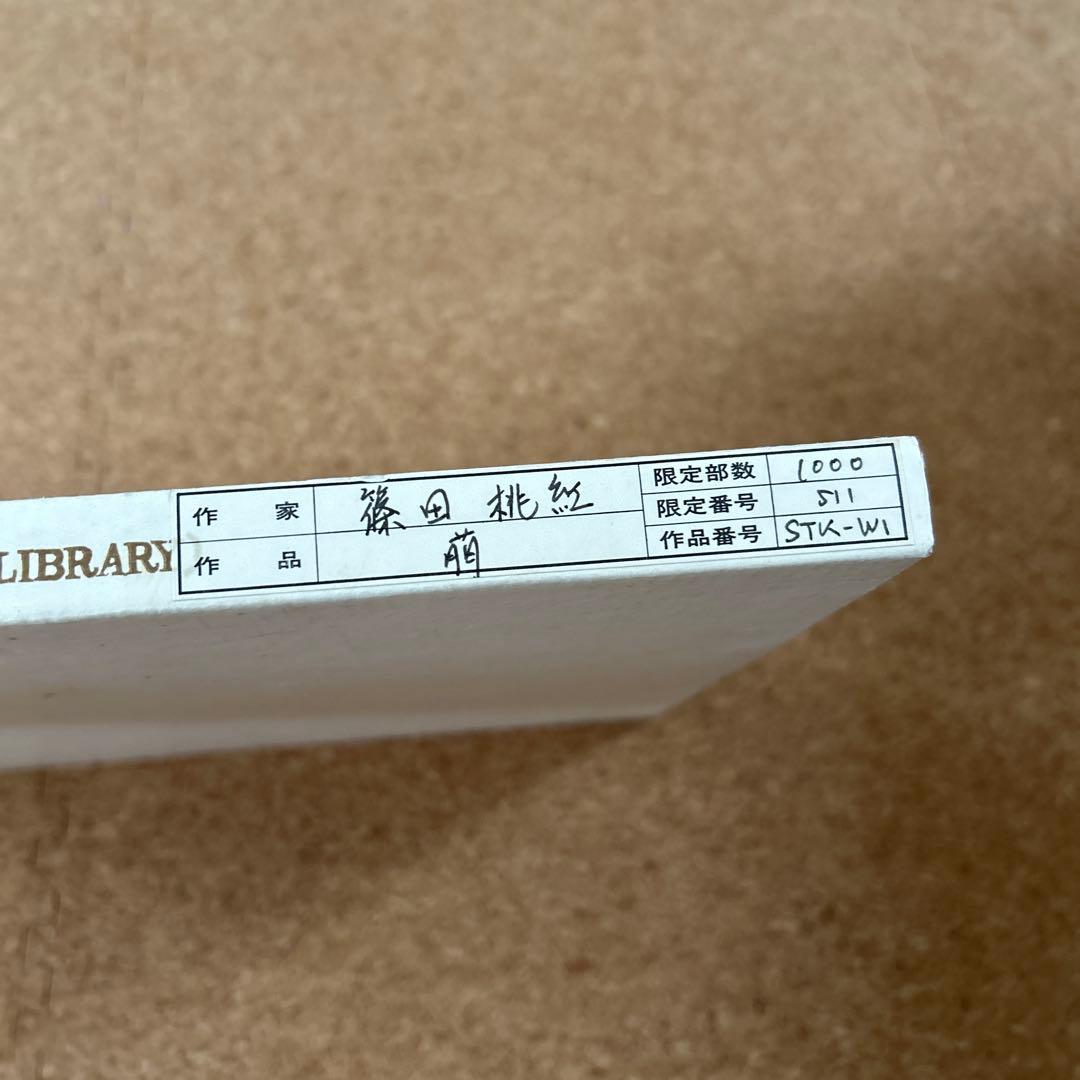 LIBRARY
作家 篠田桃紅
作品 萌
限定部数 1000
限定番号 511
作品番号 STK-W1